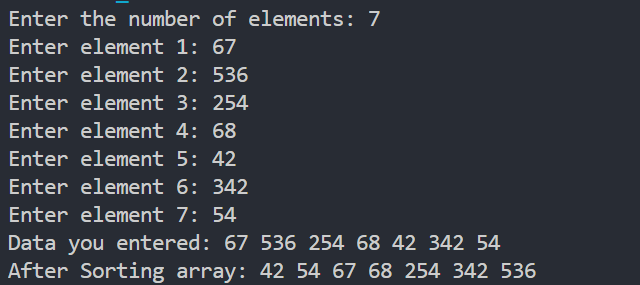 Enter the number of elements: 7
Enter element 1: 67
Enter element 2: 536
Enter element 3: 254
Enter element 4: 68
Enter element 5: 42
Enter element 6: 342
Enter element 7: 54
Data you entered: 67 536 254 68 42 342 54
After Sorting array: 42 54 67 68 254 342 536